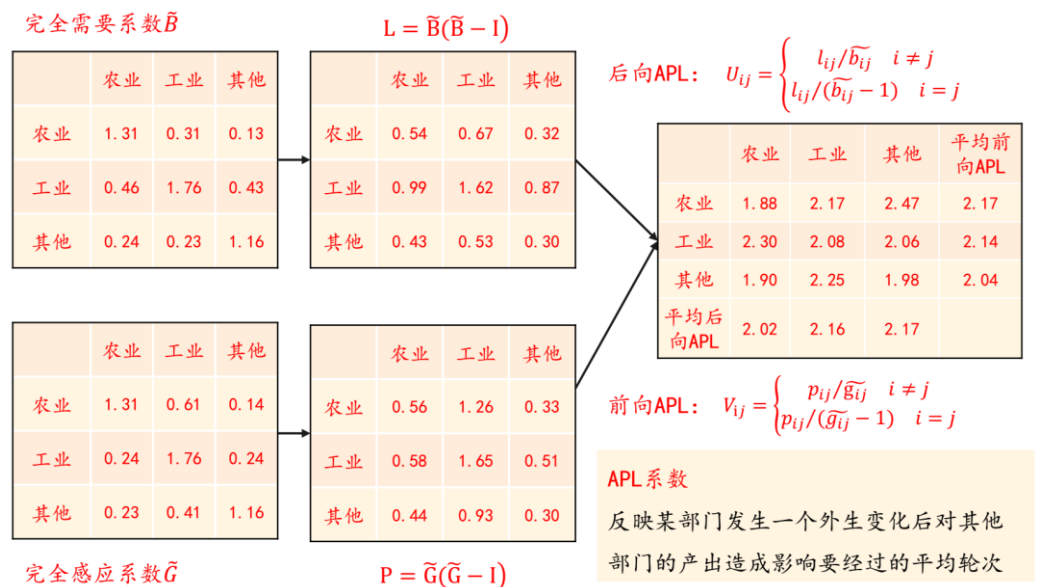 完全需要系数B̃
L = B̃(B̃ − I)
农业 工业 其他
农业 1.31 0.31 0.13
工业 0.46 1.76 0.43
其他 0.24 0.23 1.16
农业 工业 其他
农业 0.54 0.67 0.32
工业 0.99 1.62 0.87
其他 0.43 0.53 0.30
后向APL： U_ij = { l_ij/b̃_ij i ≠ j
l_ij/(b̃_ij − 1) i = j
农业 工业 其他 平均前向APL
农业 1.88 2.17 2.47 2.17
工业 2.30 2.08 2.06 2.14
其他 1.90 2.25 1.98 2.04
平均后向APL 2.02 2.16 2.17
农业 工业 其他
农业 1.31 0.61 0.14
工业 0.24 1.76 0.24
其他 0.23 0.41 1.16
农业 工业 其他
农业 0.56 1.26 0.33
工业 0.58 1.65 0.51
其他 0.44 0.93 0.30
前向APL： V_ij = { p_ij/g̃_ij i ≠ j
p_ij/(g̃_ij − 1) i = j
APL系数
反映某部门发生一个外生变化后对其他
部门的产出造成影响要经过的平均轮次
完全感应系数G̃
P = G̃(G̃ − I)